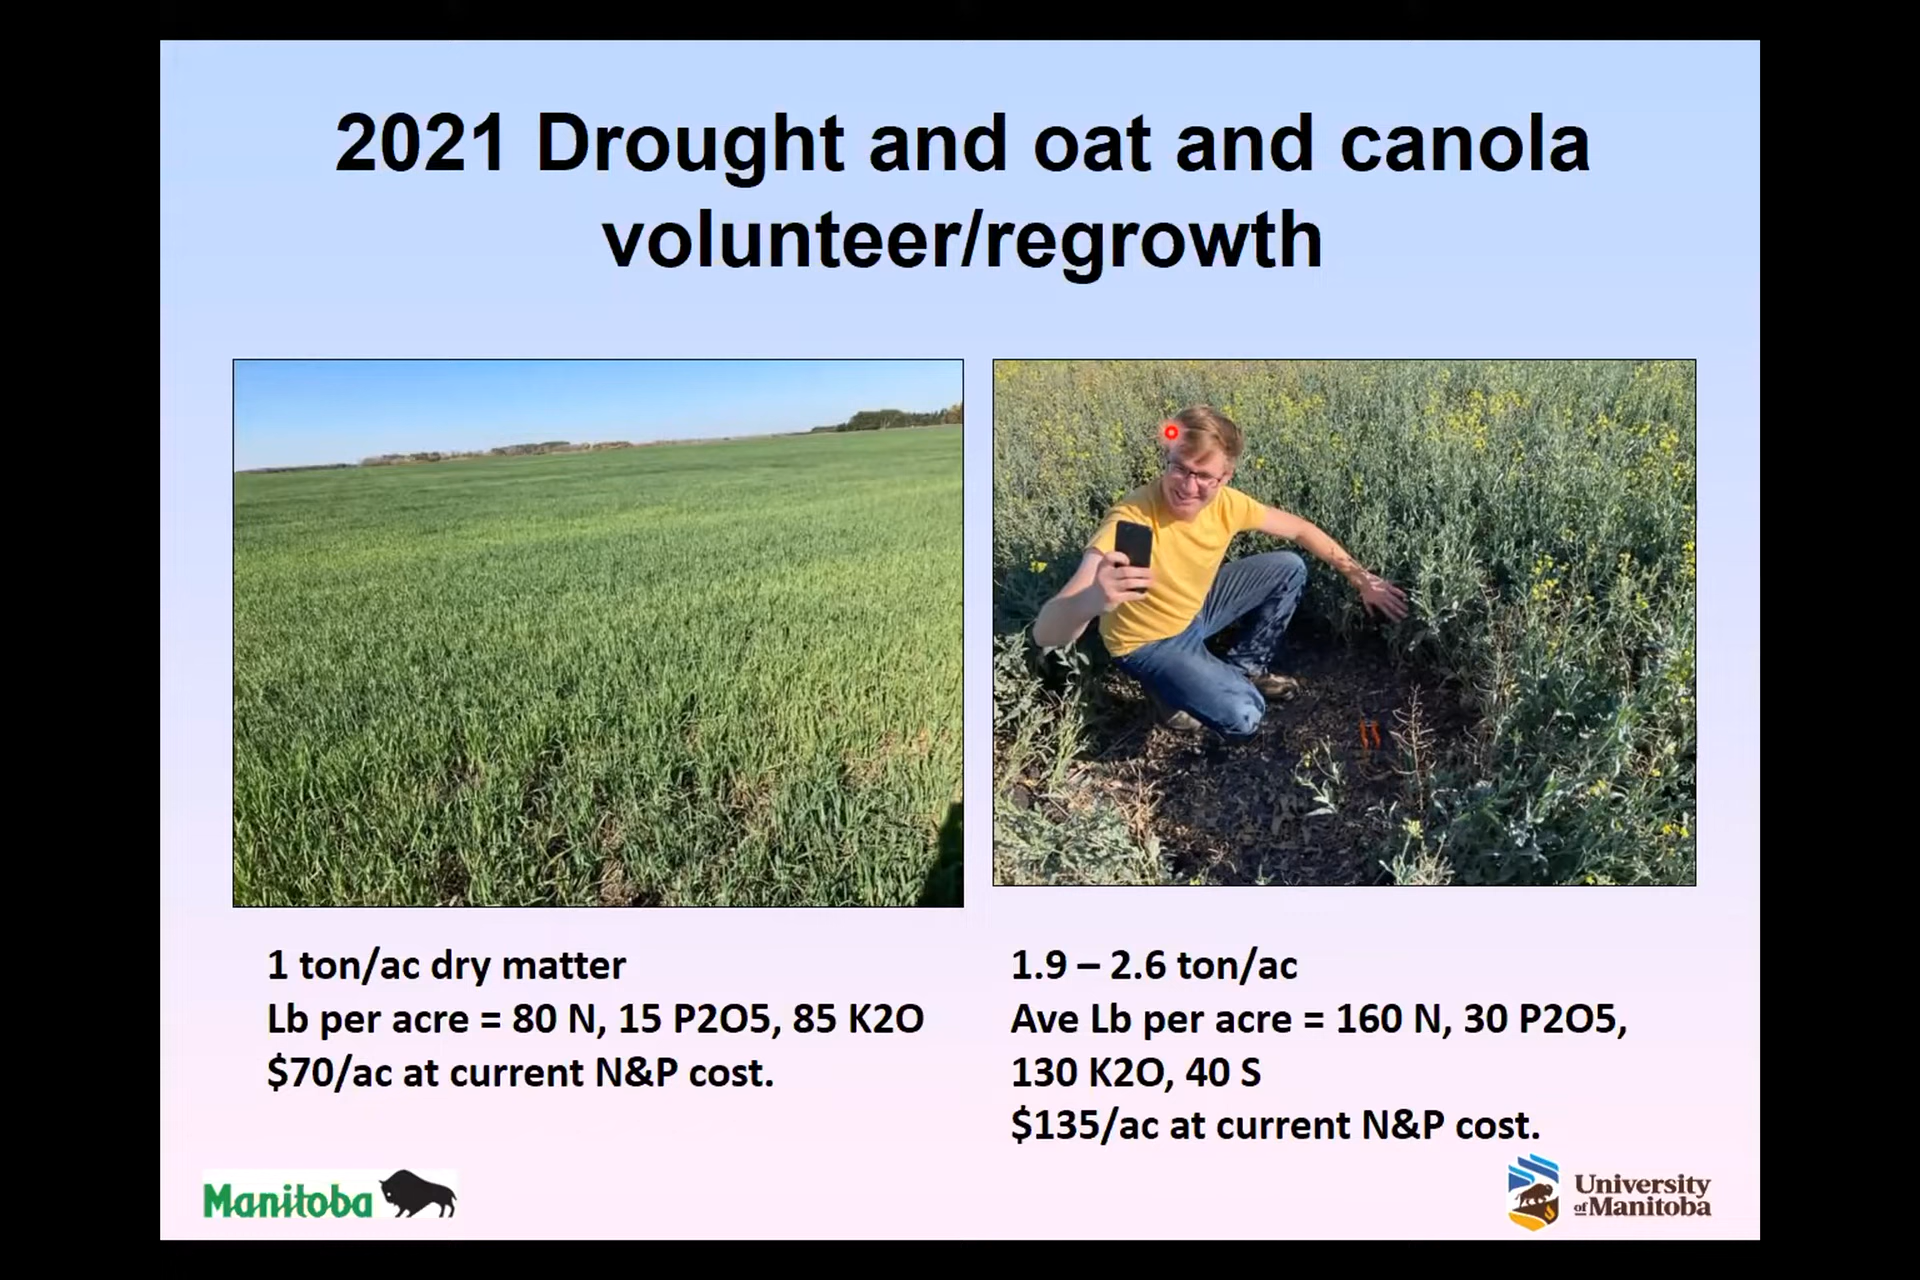 2021 Drought and oat and canola
volunteer/regrowth
1 ton/ac dry matter
Lb per acre = 80 N, 15 P2O5, 85 K2O
$70/ac at current N&P cost.
1.9 – 2.6 ton/ac
Ave Lb per acre = 160 N, 30 P2O5,
130 K2O, 40 S
$135/ac at current N&P cost.
Manitoba
University
of Manitoba